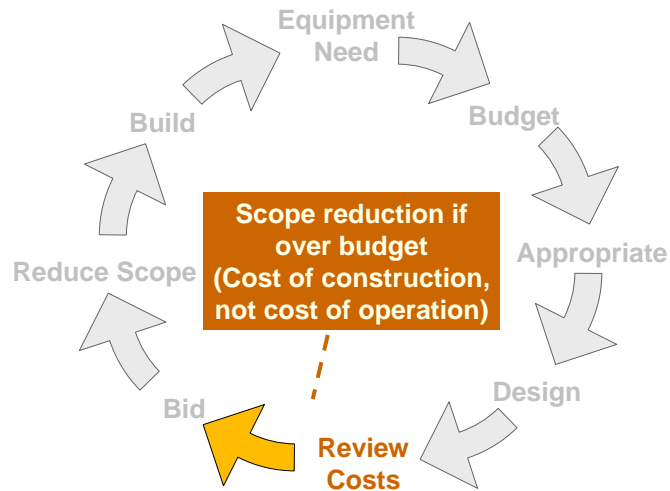 Equipment
Need
Budget
Appropriate
Design
Review
Costs
Bid
Reduce Scope
Build
Scope reduction if
over budget
(Cost of construction,
not cost of operation)